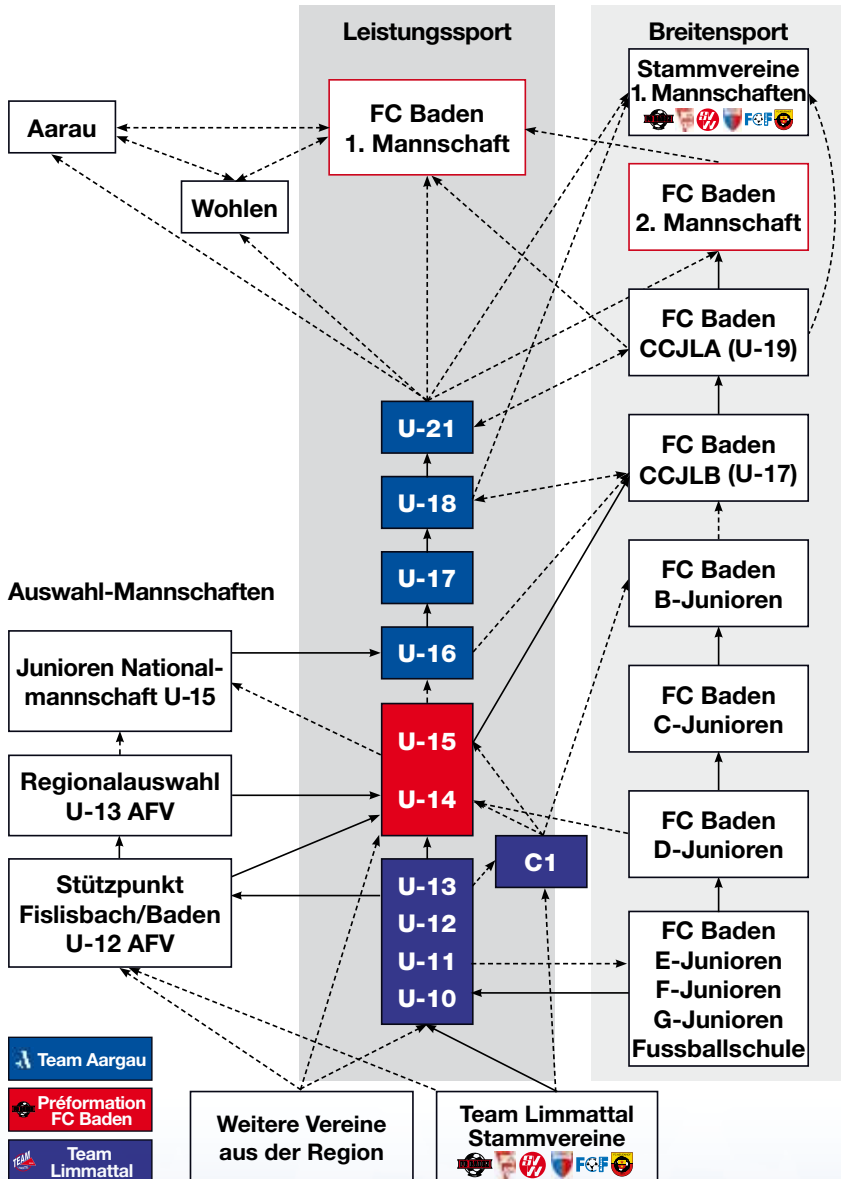 Leistungssport
Breitensport
Stammvereine
1. Mannschaften
FC Baden
1. Mannschaft
Aarau
Wohlen
FC Baden
2. Mannschaft
FC Baden
CCJLA (U-19)
U-21
FC Baden
CCJLB (U-17)
U-18
U-17
FC Baden
B-Junioren
Auswahl-Mannschaften
U-16
Junioren National-
mannschaft U-15
FC Baden
C-Junioren
U-15
U-14
Regionalauswahl
U-13 AFV
FC Baden
D-Junioren
C1
Stützpunkt
Fislisbach/Baden
U-12 AFV
U-13
U-12
U-11
U-10
FC Baden
E-Junioren
F-Junioren
G-Junioren
Fussballschule
Team Aargau
Préformation
FC Baden
TEAM
Team
Limmattal
Weitere Vereine
aus der Region
Team Limmattal
Stammvereine